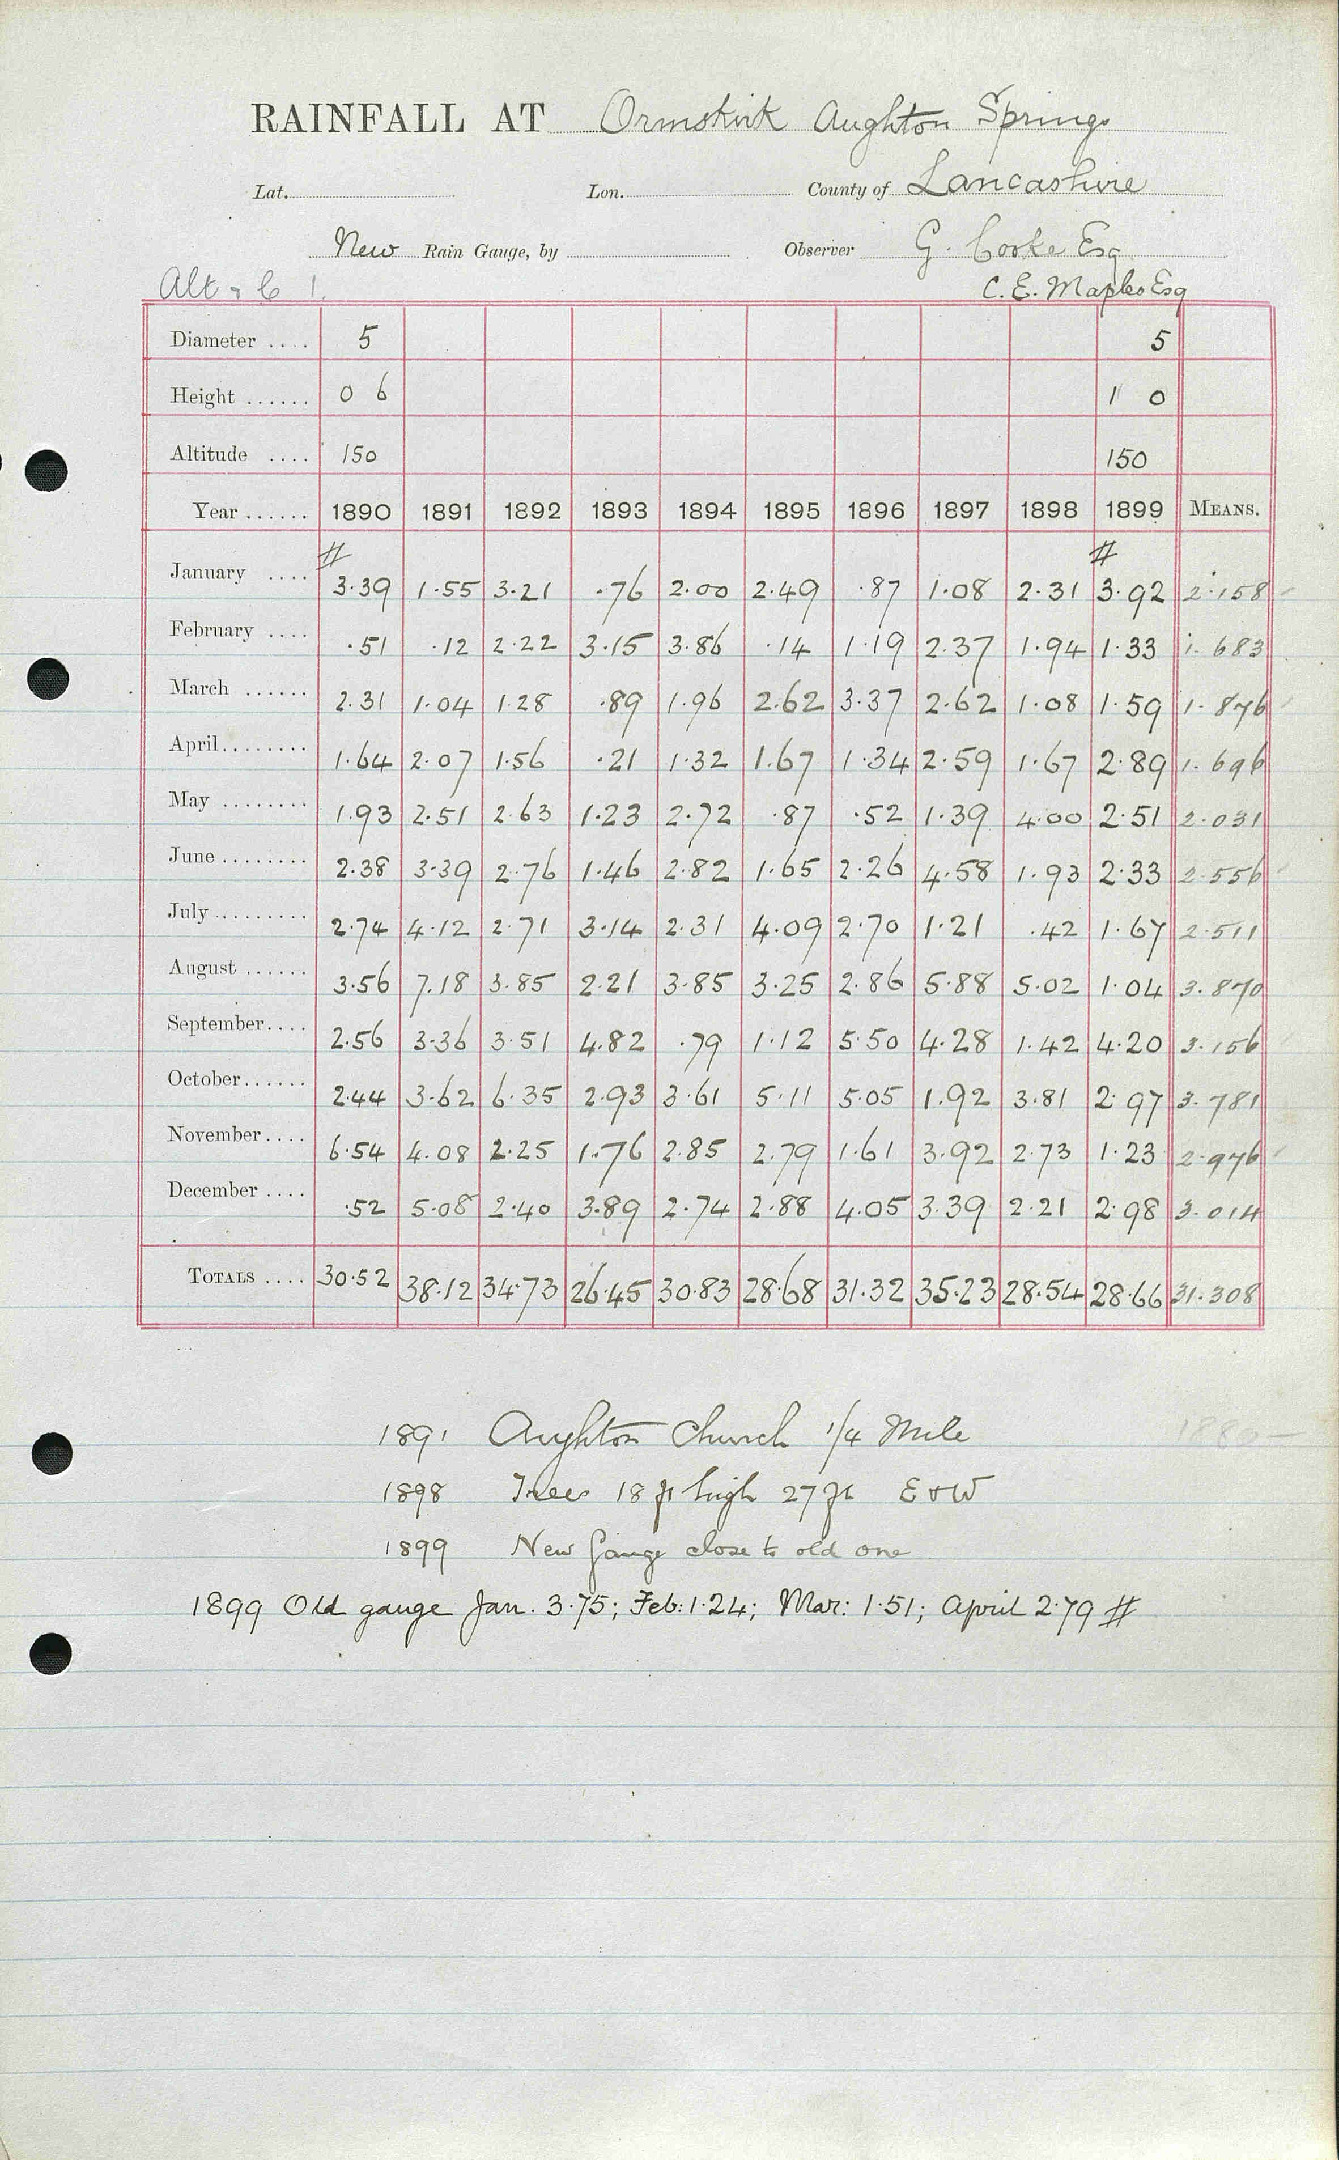 RAINFALL AT Ormskirk Aughton Springs
Lat. Lon. County of Lancashire
New Rain Gauge, by Observer G. Cooke Esq
C. E. Maples Esq
Diameter .... 5 5
Height ...... 0 6 1 0
Altitude .... 150 150
Year ...... 1890 1891 1892 1893 1894 1895 1896 1897 1898 1899 MEANS.
# #
January .... 3.39 1.55 3.21 .76 2.00 2.49 .87 1.08 2.31 3.92 2.158
February .... .51 .12 2.22 3.15 3.86 .14 1.19 2.37 1.94 1.33 1.683
March ...... 2.31 1.04 1.28 .89 1.96 2.62 3.37 2.62 1.08 1.59 1.876
April........ 1.64 2.07 1.56 .21 1.32 1.67 1.34 2.59 1.67 2.89 1.696
May ........ 1.93 2.51 2.63 1.23 2.72 .87 .52 1.39 4.00 2.51 2.031
June ........ 2.38 3.39 2.76 1.46 2.82 1.65 2.26 4.58 1.93 2.33 2.556
July ......... 2.74 4.12 2.71 3.14 2.31 4.09 2.70 1.21 .42 1.67 2.511
August ...... 3.56 7.18 3.85 2.21 3.85 3.25 2.86 5.88 5.02 1.04 3.870
September.... 2.56 3.36 3.51 4.82 .79 1.12 5.50 4.28 1.42 4.20 3.156
October...... 2.44 3.62 6.35 2.93 3.61 5.11 5.05 1.92 3.81 2.97 3.781
November.... 6.54 4.08 2.25 1.76 2.85 2.79 1.61 3.92 2.73 1.23 2.976
December .... .52 5.08 2.40 3.89 2.74 2.88 4.05 3.39 2.21 2.98 3.014
TOTALS .... 30.52 38.12 34.73 26.45 30.83 28.68 31.32 35.23 28.54 28.66 31.308
1891 Aughton Church 1/4 Mile
1898 Trees 18 ft high 27 ft E & W
1899 New Gauge close to old one
1899 Old gauge Jan. 3.75; Feb: 1.24; Mar: 1.51; April 2.79 #